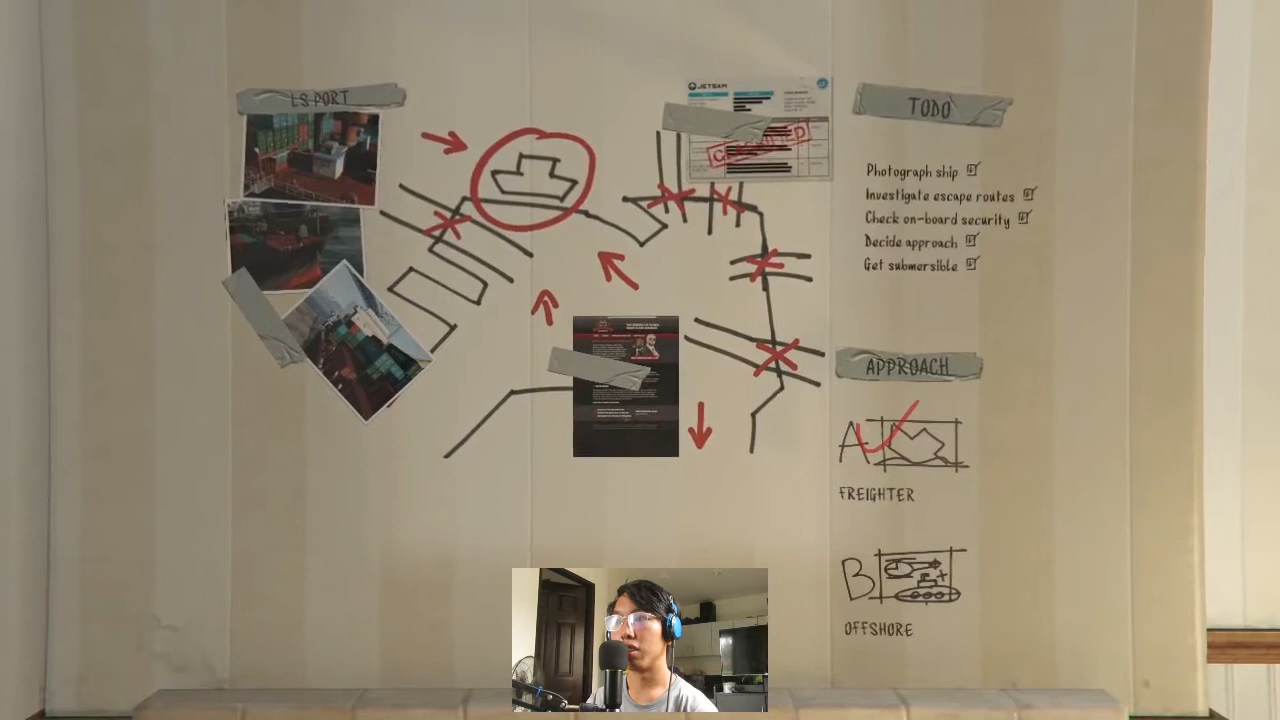 LS PORT
JETSAM
CLASSIFIED
TODO
Photograph ship
Investigate escape routes
Check on-board security
Decide approach
Get submersible
APPROACH
A
FREIGHTER
B
OFFSHORE